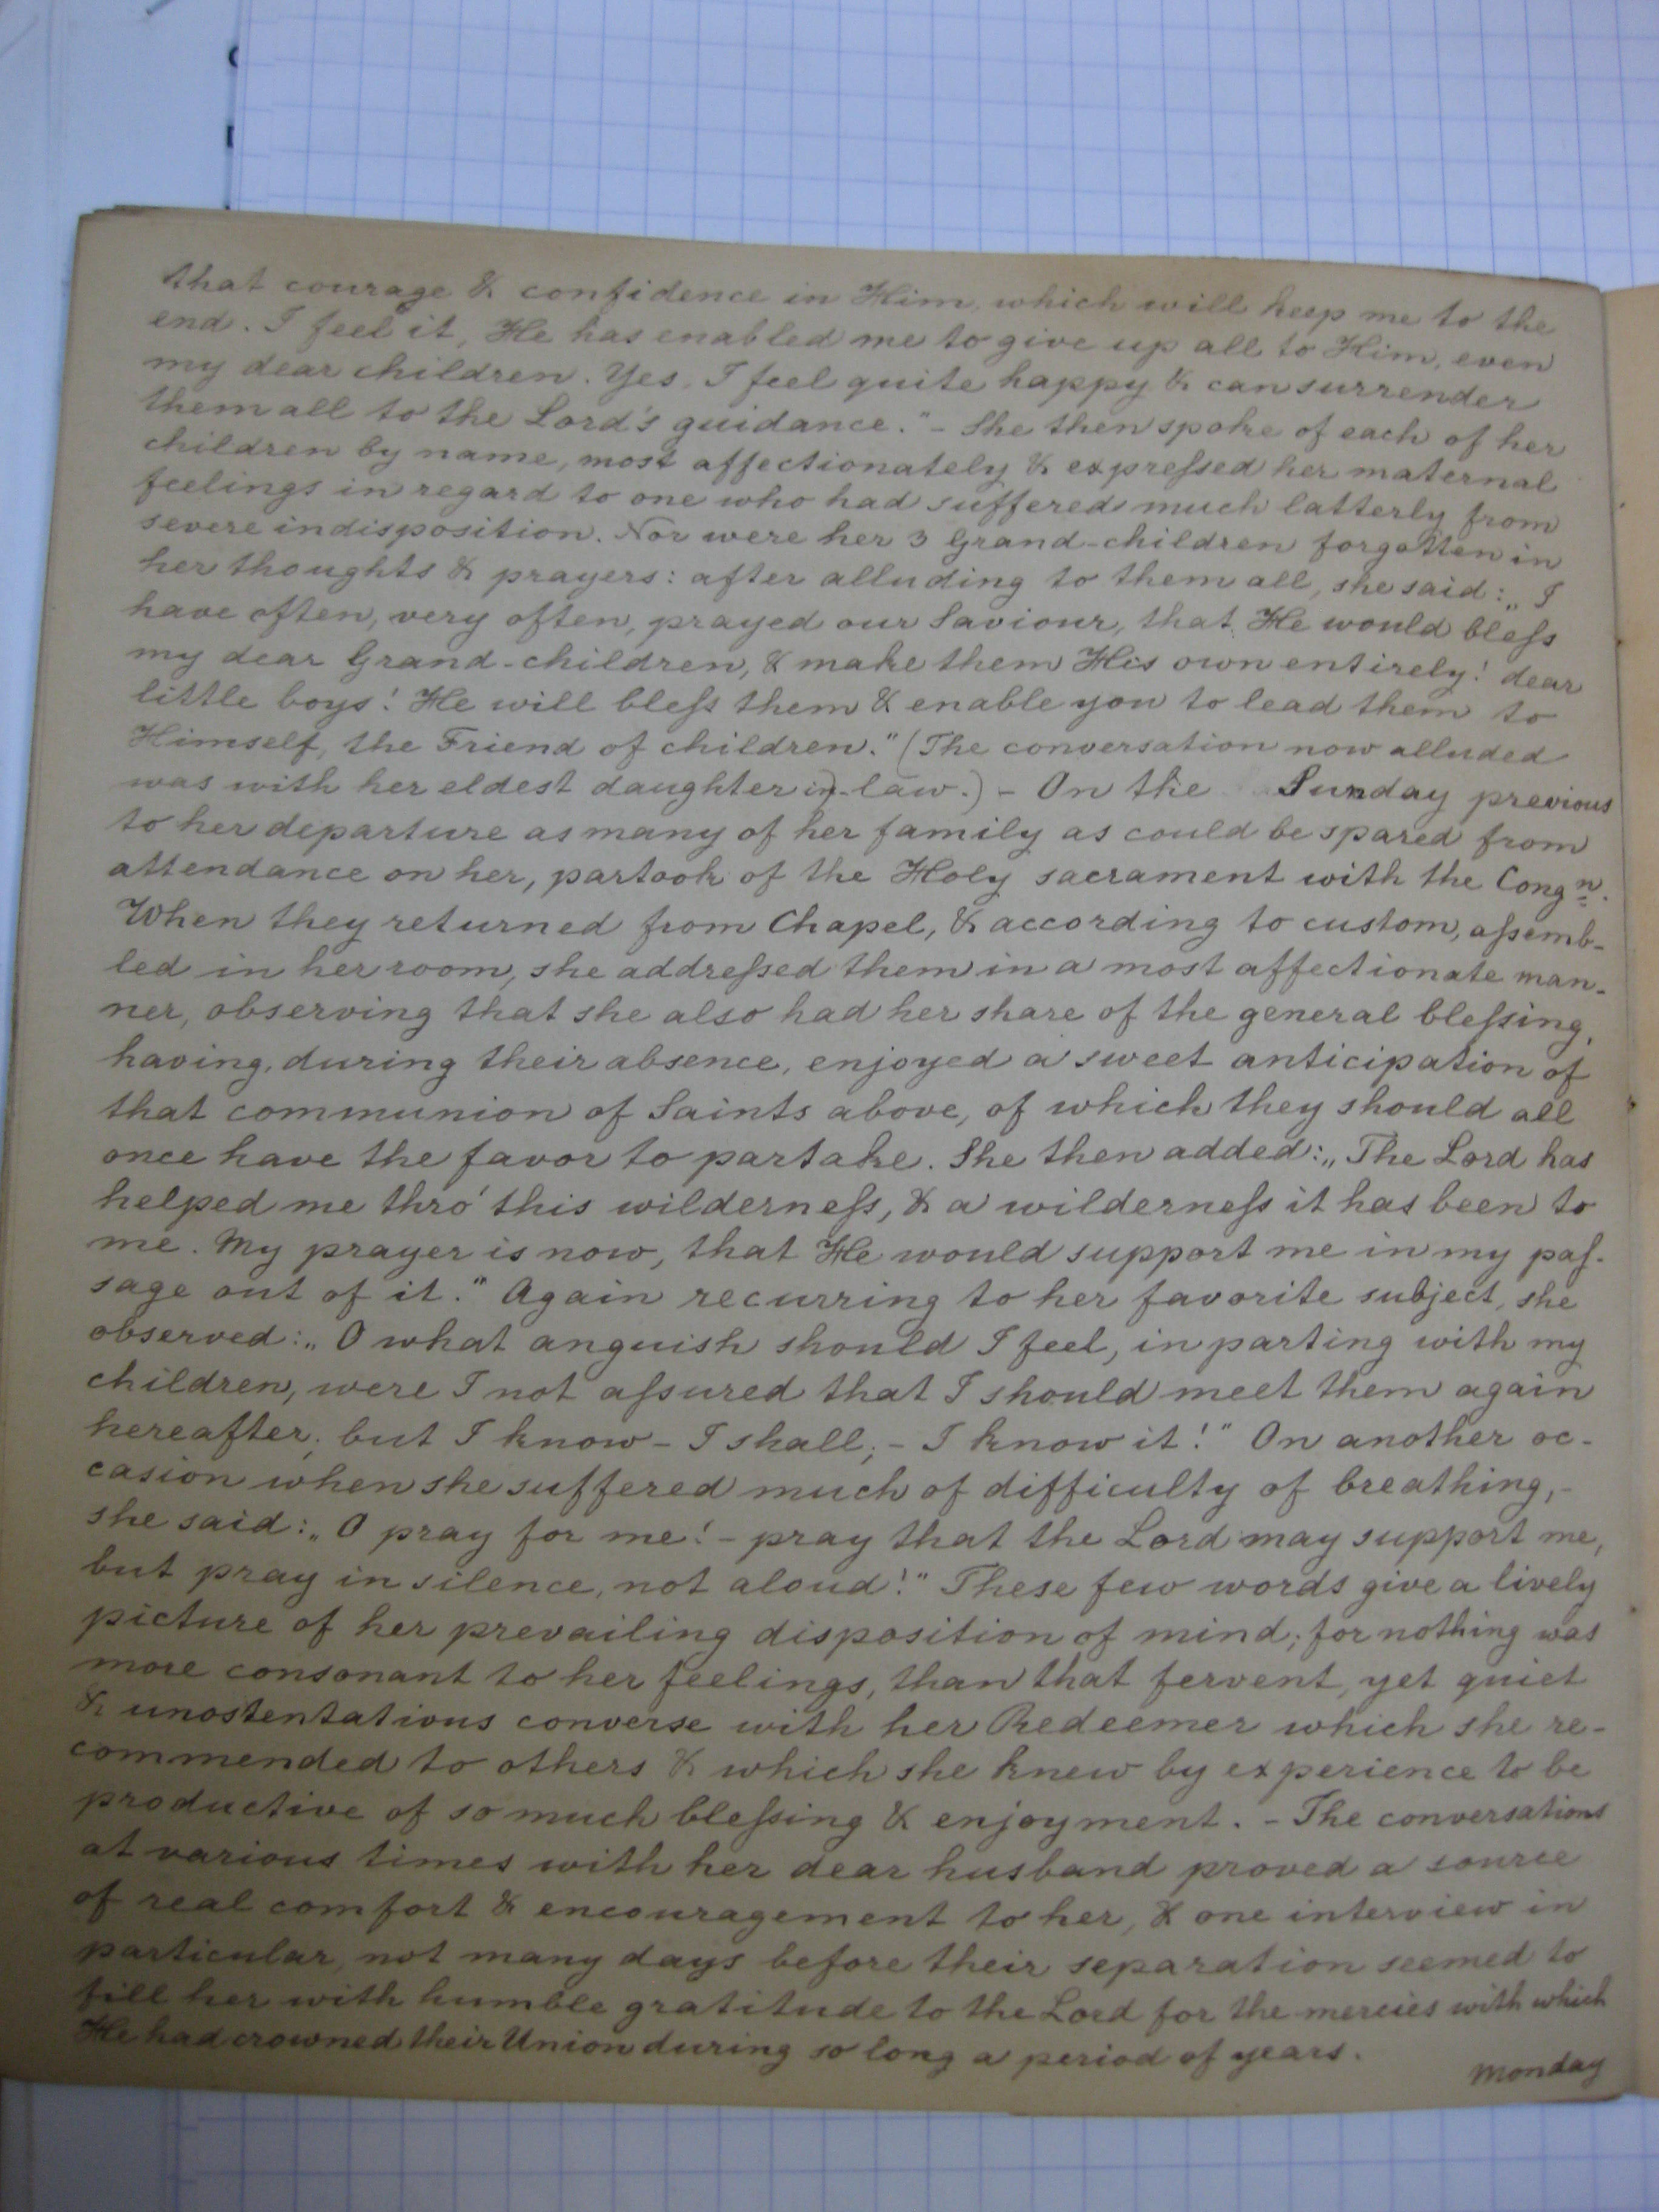 that courage & confidence in Him, which will keep me to the
end. I feel it, He has enabled me to give up all to Him, even
my dear children. Yes, I feel quite happy & can surrender
them all to the Lord's guidance." - She then spoke of each of her
children by name, most affectionately & expreſsed her maternal
feelings in regard to one who had suffered much latterly from
severe indisposition. Nor were her 3 Grand-children forgotten in
her thoughts & prayers: after alluding to them all, she said: „I
have often, very often, prayed our Saviour, that He would bleſs
my dear Grand-children, & make them His own entirely! dear
little boys! He will bleſs them & enable you to lead them to
Himself, the Friend of children." (The conversation now alluded
was with her eldest daughter in-law.) - On the Sunday previous
to her departure as many of her family as could be spared from
attendance on her, partook of the Holy sacrament with the Congn.
When they returned from Chapel, & according to custom, aſsemb-
led in her room, she addreſsed them in a most affectionate man-
ner, observing that she also had her share of the general bleſsing,
having, during their absence, enjoyed a sweet anticipation of
that communion of Saints above, of which they should all
once have the favor to partake. She then added: „The Lord has
helped me thro' this wilderneſs, & a wilderneſs it has been to
me. My prayer is now, that He would support me in my paſ-
sage out of it." Again recurring to her favorite subject, she
observed: „O what anguish should I feel, in parting with my
children, were I not aſsured that I should meet them again
hereafter; but I know - I shall; - I know it!" On another oc-
casion when she suffered much of difficulty of breathing, -
she said: „O pray for me! - pray that the Lord may support me,
but pray in silence, not aloud!" These few words give a lively
picture of her prevailing disposition of mind; for nothing was
more consonant to her feelings, than that fervent, yet quiet
& unostentatious converse with her Redeemer which she re-
commended to others & which she knew by experience to be
productive of so much bleſsing & enjoyment. - The conversations
at various times with her dear husband proved a source
of real comfort & encouragement to her, & one interview in
particular, not many days before their separation seemed to
fill her with humble gratitude to the Lord for the mercies with which
He had crowned their Union during so long a period of years.
Monday